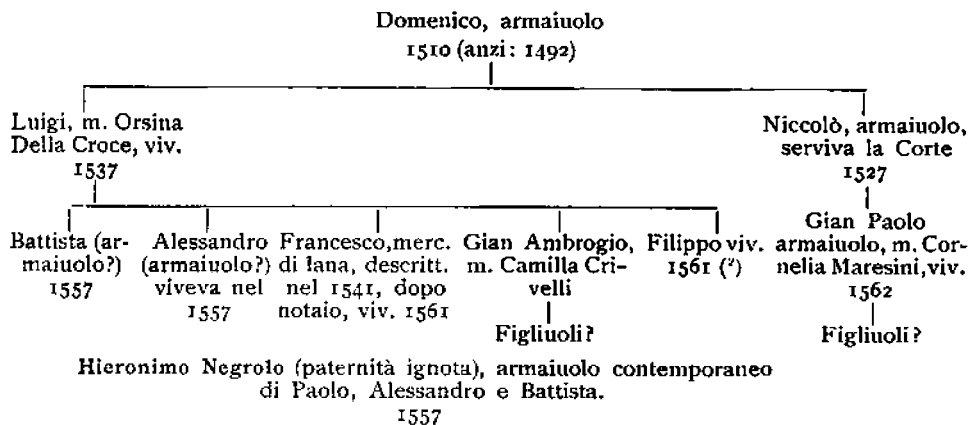 Domenico, armaiuolo
1510 (anzi: 1492)
Luigi, m. Orsina
Della Croce, viv.
1537
Niccolò, armaiuolo,
serviva la Corte
1527
Battista (ar-
maiuolo?)
1557
Alessandro
(armaiuolo?)
viveva nel
1557
Francesco, merc.
di lana, descritt.
nel 1541, dopo
notaio, viv. 1561
Gian Ambrogio,
m. Camilla Cri-
velli
Figliuoli?
Filippo viv.
1561 (?)
Gian Paolo
armaiuolo, m. Cor-
nelia Maresini, viv.
1562
Figliuoli?
Hieronimo Negrolo (paternità ignota), armaiuolo contemporaneo
di Paolo, Alessandro e Battista.
1557